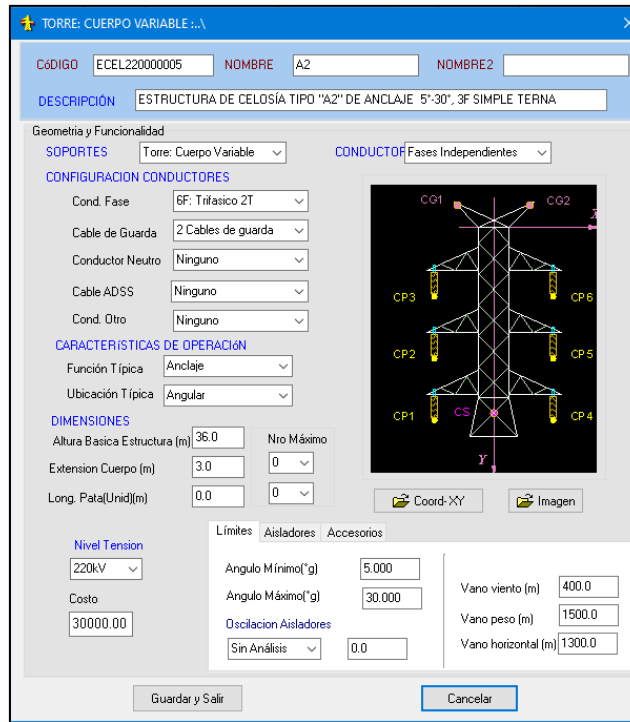 TORRE: CUERPO VARIABLE :..\
CóDIGO ECEL220000005 NOMBRE A2 NOMBRE2
DESCRIPCIÓN ESTRUCTURA DE CELOSÍA TIPO "A2" DE ANCLAJE 5°-30°, 3F SIMPLE TERNA
Geometria y Funcionalidad
SOPORTES Torre: Cuerpo Variable CONDUCTOR Fases Independientes
CONFIGURACION CONDUCTORES
Cond. Fase 6F: Trifasico 2T
Cable de Guarda 2 Cables de guarda
Conductor Neutro Ninguno
Cable ADSS Ninguno
Cond. Otro Ninguno
CARACTERíSTICAS DE OPERACIóN
Función Típica Anclaje
Ubicación Típica Angular
DIMENSIONES
Altura Basica Estructura (m) 36.0
Extension Cuerpo (m) 3.0
Long. Pata(Unid)(m) 0.0
Nro Máximo
0
0
CG1 CG2
X
CP3 CP6
CP2 CP5
CP1 CS CP4
Y
Coord-XY Imagen
Nivel Tension
220kV
Costo
30000.00
Límites Aisladores Accesorios
Angulo Mínimo(°g) 5.000
Angulo Máximo(°g) 30.000
Oscilacion Aisladores
Sin Análisis 0.0
Vano viento (m) 400.0
Vano peso (m) 1500.0
Vano horizontal (m) 1300.0
Guardar y Salir Cancelar